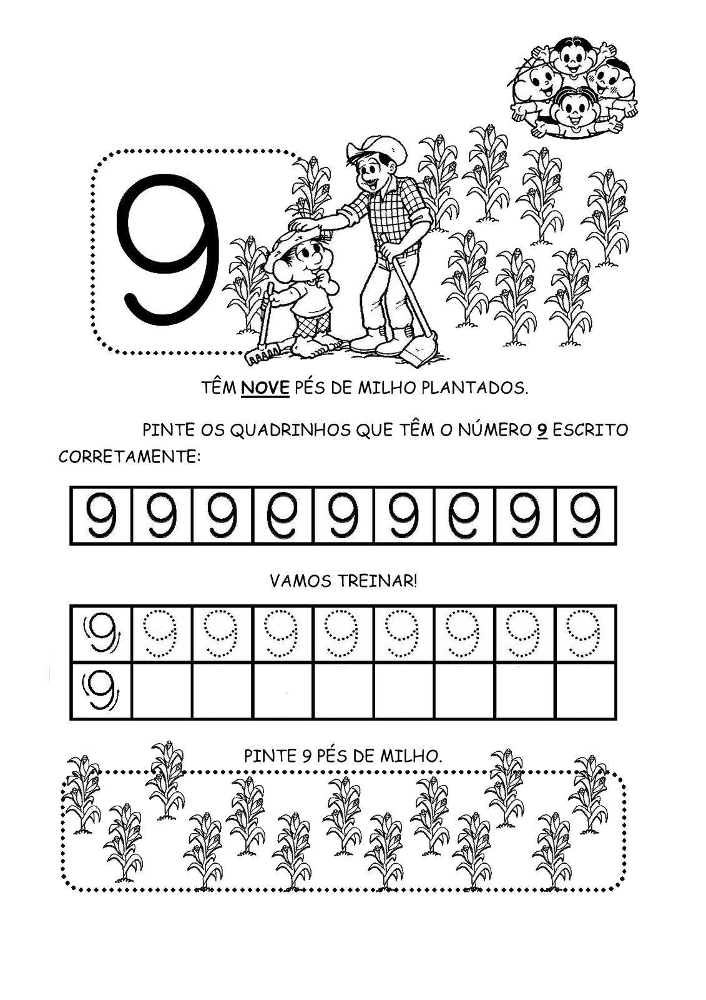 9
TÊM NOVE PÉS DE MILHO PLANTADOS.
PINTE OS QUADRINHOS QUE TÊM O NÚMERO 9 ESCRITO
CORRETAMENTE:
9 9 9 9 9 9 9 9 9
VAMOS TREINAR!
9 9 9 9 9 9 9 9 9
9
PINTE 9 PÉS DE MILHO.